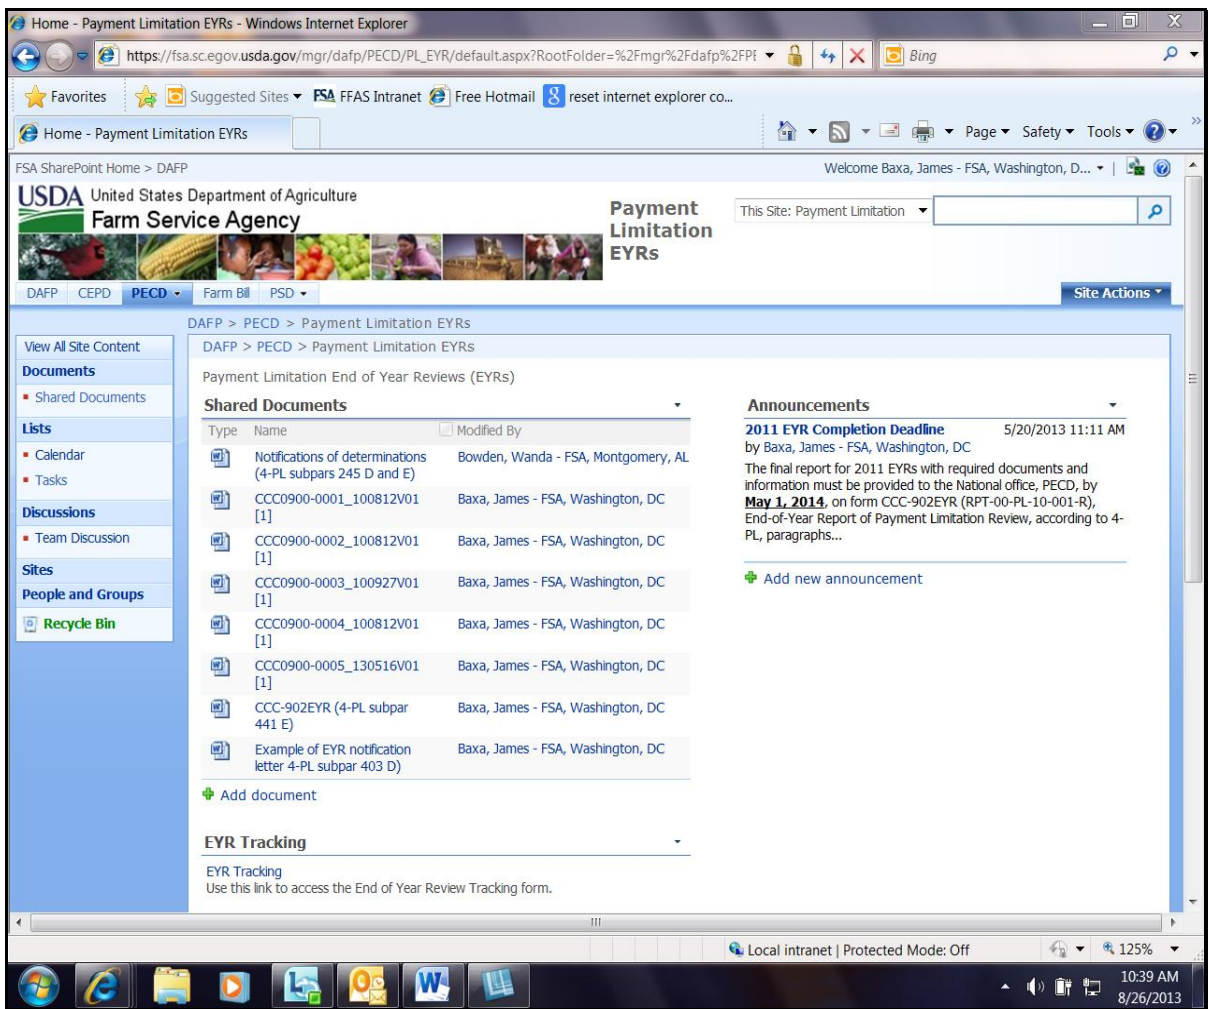 Home - Payment Limitation EYRs - Windows Internet Explorer
https://fsa.sc.egov.usda.gov/mgr/dafp/PECD/PL_EYR/default.aspx?RootFolder=%2Fmgr%2Fdafp%2FPE
Bing
Favorites Suggested Sites FSA FFAS Intranet Free Hotmail 8 reset internet explorer co...
Home - Payment Limitation EYRs
Page Safety Tools
FSA SharePoint Home > DAFP
Welcome Baxa, James - FSA, Washington, D... |
USDA United States Department of Agriculture
Farm Service Agency
Payment
Limitation
EYRs
This Site: Payment Limitation
DAFP CEPD PECD Farm Bill PSD
Site Actions
DAFP > PECD > Payment Limitation EYRs
View All Site Content
Documents
Shared Documents
Lists
Calendar
Tasks
Discussions
Team Discussion
Sites
People and Groups
Recycle Bin
DAFP > PECD > Payment Limitation EYRs
Payment Limitation End of Year Reviews (EYRs)
Shared Documents
Type Name Modified By
Notifications of determinations Bowden, Wanda - FSA, Montgomery, AL
(4-PL subpars 245 D and E)
CCC0900-0001_100812V01 Baxa, James - FSA, Washington, DC
[1]
CCC0900-0002_100812V01 Baxa, James - FSA, Washington, DC
[1]
CCC0900-0003_100927V01 Baxa, James - FSA, Washington, DC
[1]
CCC0900-0004_100812V01 Baxa, James - FSA, Washington, DC
[1]
CCC0900-0005_130516V01 Baxa, James - FSA, Washington, DC
[1]
CCC-902EYR (4-PL subpar Baxa, James - FSA, Washington, DC
441 E)
Example of EYR notification Baxa, James - FSA, Washington, DC
letter 4-PL subpar 403 D)
Add document
EYR Tracking
EYR Tracking
Use this link to access the End of Year Review Tracking form.
Announcements
2011 EYR Completion Deadline 5/20/2013 11:11 AM
by Baxa, James - FSA, Washington, DC
The final report for 2011 EYRs with required documents and
information must be provided to the National office, PECD, by
May 1, 2014, on form CCC-902EYR (RPT-00-PL-10-001-R),
End-of-Year Report of Payment Limitation Review, according to 4-
PL, paragraphs...
Add new announcement
Local intranet | Protected Mode: Off
125%
10:39 AM
8/26/2013